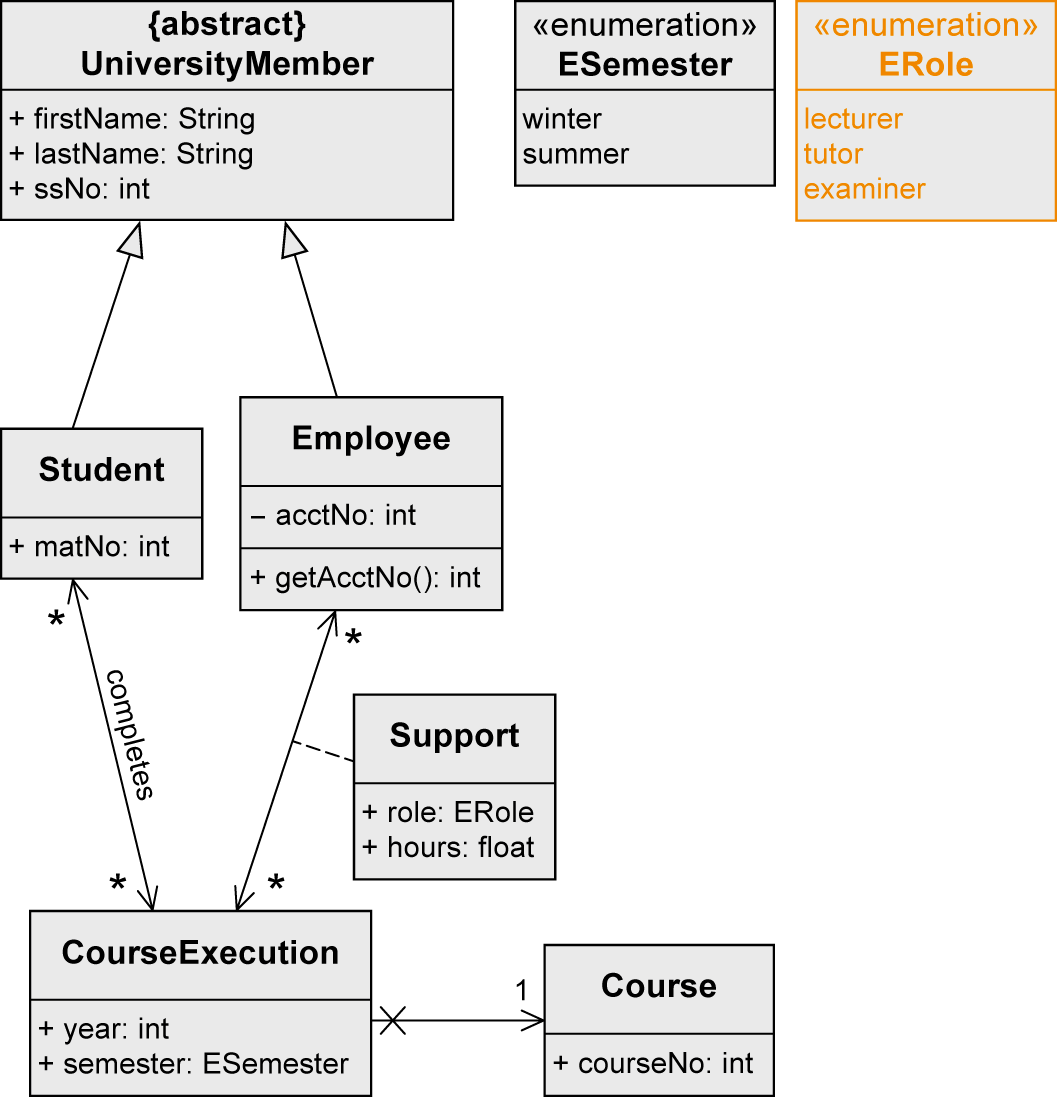 {abstract}
UniversityMember
+ firstName: String
+ lastName: String
+ ssNo: int
«enumeration»
ESemester
winter
summer
«enumeration»
ERole
lecturer
tutor
examiner
Student
+ matNo: int
Employee
– acctNo: int
+ getAcctNo(): int
*
*
completes
Support
+ role: ERole
+ hours: float
*
*
CourseExecution
+ year: int
+ semester: ESemester
1
Course
+ courseNo: int